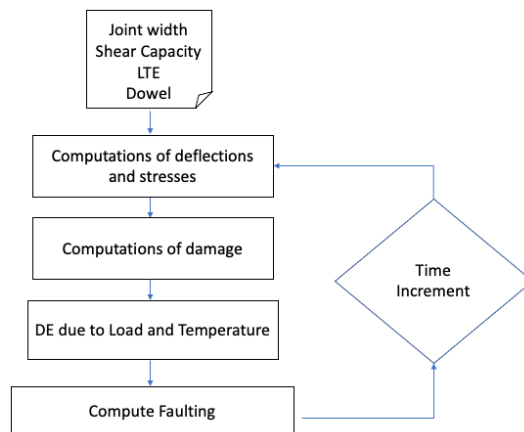 Joint width
Shear Capacity
LTE
Dowel
Computations of deflections
and stresses
Computations of damage
DE due to Load and Temperature
Compute Faulting
Time
Increment